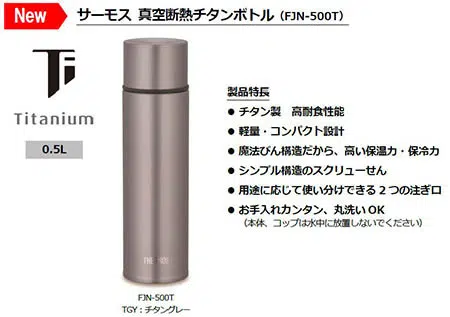 New
サーモス 真空断熱チタンボトル（FJN-500T）
Ti
Titanium
0.5L
製品特長
● チタン製　高耐食性能
● 軽量・コンパクト設計
● 魔法びん構造だから、高い保温力・保冷力
● シンプル構造のスクリューせん
● 用途に応じて使い分けできる２つの注ぎ口
● お手入れカンタン、丸洗いOK
（本体、コップは水中に放置しないでください）
THERMOS
FJN-500T
TGY：チタングレー